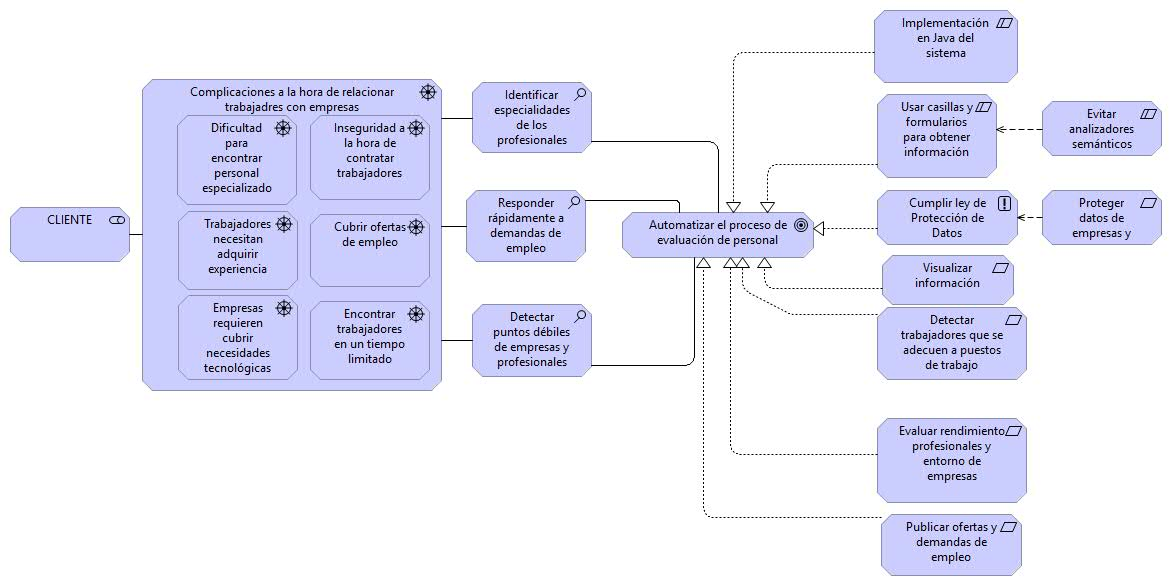 CLIENTE
Complicaciones a la hora de relacionar
trabajadres con empresas
Dificultad
para
encontrar
personal
especializado
Inseguridad a
la hora de
contratar
trabajadores
Trabajadores
necesitan
adquirir
experiencia
Cubrir ofertas
de empleo
Empresas
requieren
cubrir
necesidades
tecnológicas
Encontrar
trabajadores
en un tiempo
limitado
Identificar
especialidades
de los
profesionales
Responder
rápidamente a
demandas de
empleo
Detectar
puntos débiles
de empresas y
profesionales
Automatizar el proceso de
evaluación de personal
Implementación
en Java del
sistema
Usar casillas y
formularios
para obtener
información
Evitar
analizadores
semánticos
Cumplir ley de
Protección de
Datos
Proteger
datos de
empresas y
Visualizar
información
Detectar
trabajadores que se
adecuen a puestos
de trabajo
Evaluar rendimiento
profesionales y
entorno de
empresas
Publicar ofertas y
demandas de
empleo